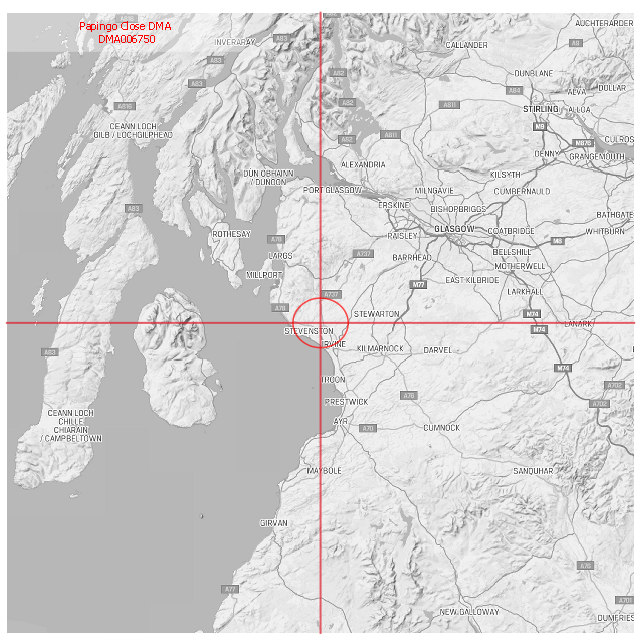 Papingo Close DMA
DMA006750
AUCHTERARDER
INVERARAY
A83
CALLANDER
A9
A83
A82
DUNBLANE
A83
A84
ALVA
DOLLAR
A816
A82
A811
STIRLING
ALLOA
CEANN LOCH
GILB / LOCHGILPHEAD
M9
A82
A811
CULROS
M876
DENNY
GRANGEMOUTH
ALEXANDRIA
DUN OBHAINN
/ DUNOON
KILSYTH
PORT GLASGOW
MILNGAVIE
CUMBERNAULD
ERSKINE
BISHOPBRIGGS
A83
BATHGATE
GLASGOW
COATBRIDGE
WHITBURN
ROTHESAY
PAISLEY
A78
M8
LARGS
A737
BARRHEAD
BELLSHILL
MOTHERWELL
MILLPORT
EAST KILBRIDE
M77
LARKHALL
A737
A78
STEWARTON
M74
LANARK
STEVENSTON
M74
IRVINE
KILMARNOCK
DARVEL
A83
M74
TROON
A702
A76
PRESTWICK
A702
CEANN LOCH
CHILLE
CHIARAIN
/ CAMPBELTOWN
AYR
A70
CUMNOCK
MAYBOLE
SANQUHAR
GIRVAN
A76
A77
A701
NEW GALLOWAY
DUMFRIES